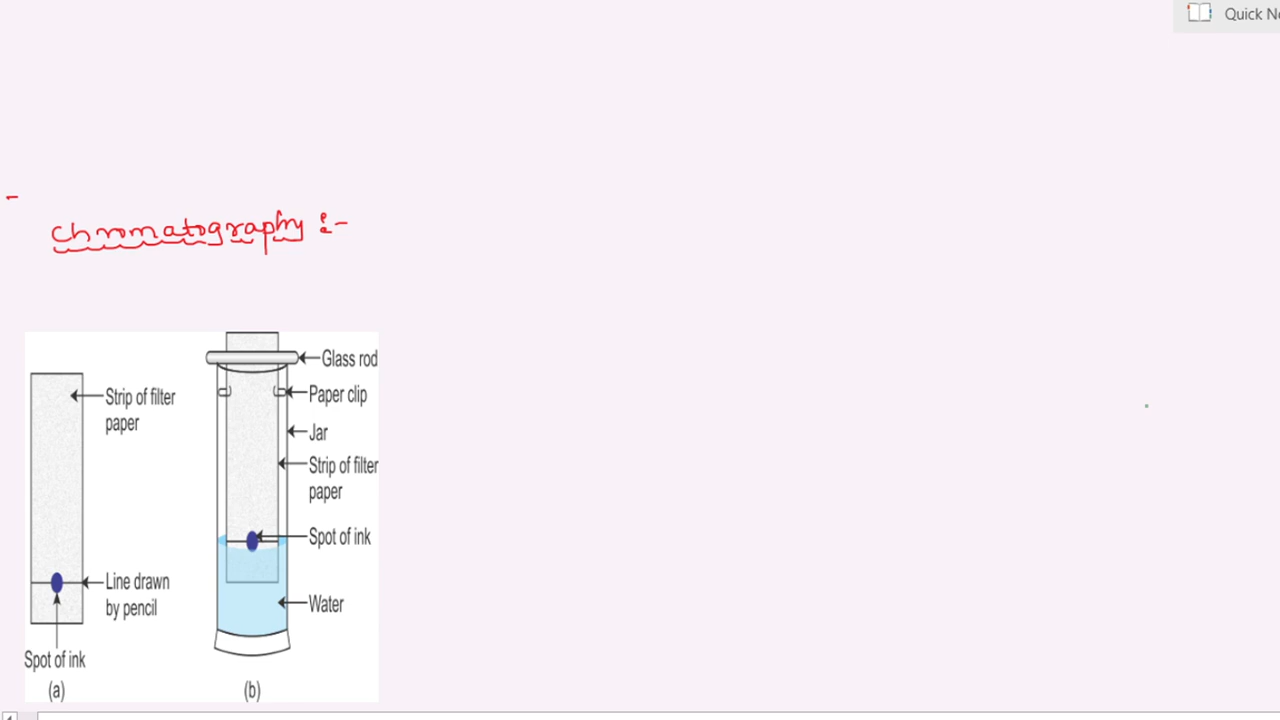 Quick No
Chromatography :-
Strip of filter
paper
Line drawn
by pencil
Spot of ink
(a)
Glass rod
Paper clip
Jar
Strip of filter
paper
Spot of ink
Water
(b)